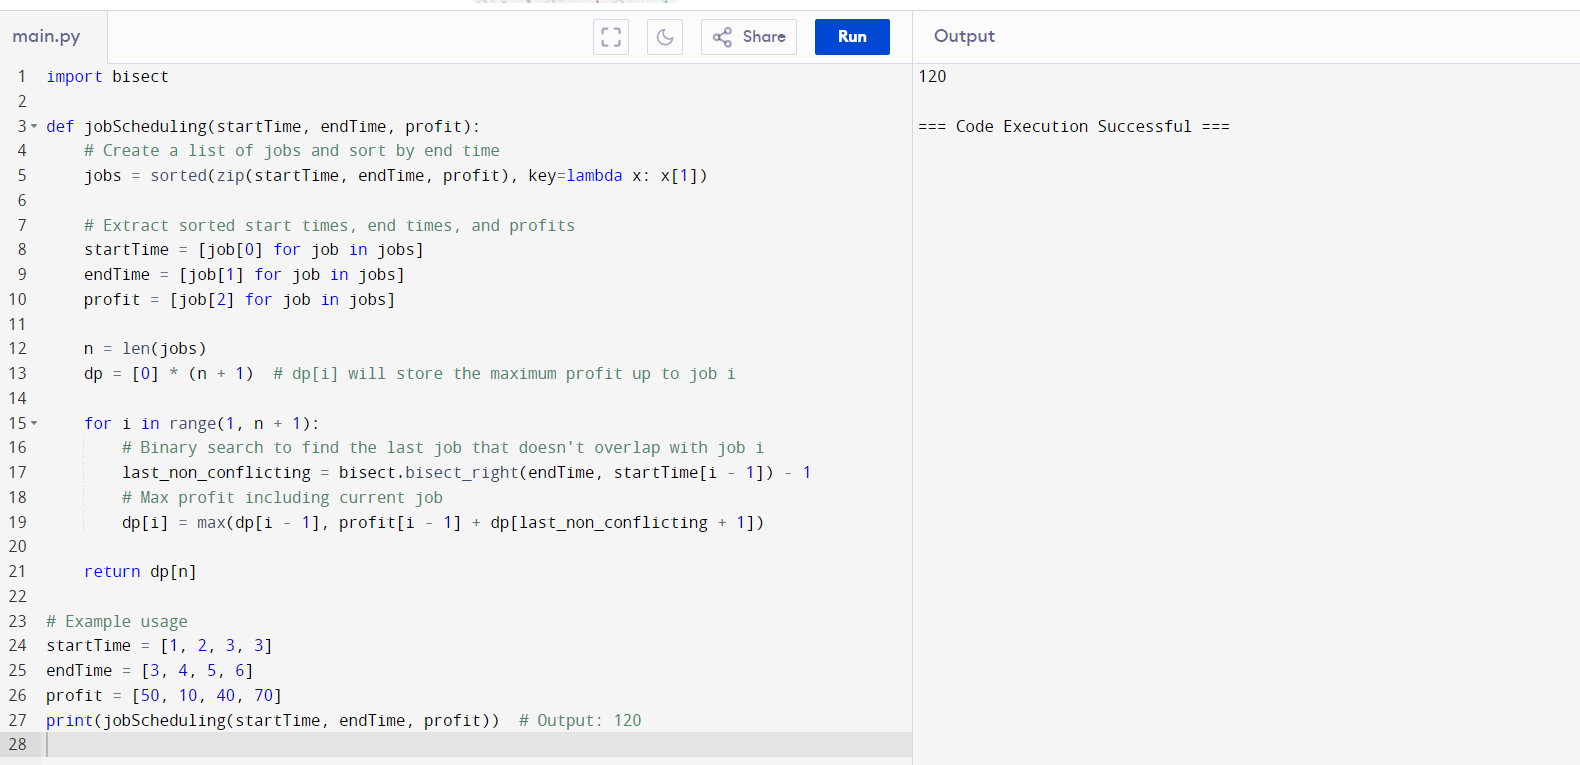 main.py
Share
Run
Output
1 import bisect
2
3 def jobScheduling(startTime, endTime, profit):
4     # Create a list of jobs and sort by end time
5     jobs = sorted(zip(startTime, endTime, profit), key=lambda x: x[1])
6
7     # Extract sorted start times, end times, and profits
8     startTime = [job[0] for job in jobs]
9     endTime = [job[1] for job in jobs]
10     profit = [job[2] for job in jobs]
11
12     n = len(jobs)
13     dp = [0] * (n + 1)  # dp[i] will store the maximum profit up to job i
14
15     for i in range(1, n + 1):
16         # Binary search to find the last job that doesn't overlap with job i
17         last_non_conflicting = bisect.bisect_right(endTime, startTime[i - 1]) - 1
18         # Max profit including current job
19         dp[i] = max(dp[i - 1], profit[i - 1] + dp[last_non_conflicting + 1])
20
21     return dp[n]
22
23 # Example usage
24 startTime = [1, 2, 3, 3]
25 endTime = [3, 4, 5, 6]
26 profit = [50, 10, 40, 70]
27 print(jobScheduling(startTime, endTime, profit))  # Output: 120
28
120
=== Code Execution Successful ===